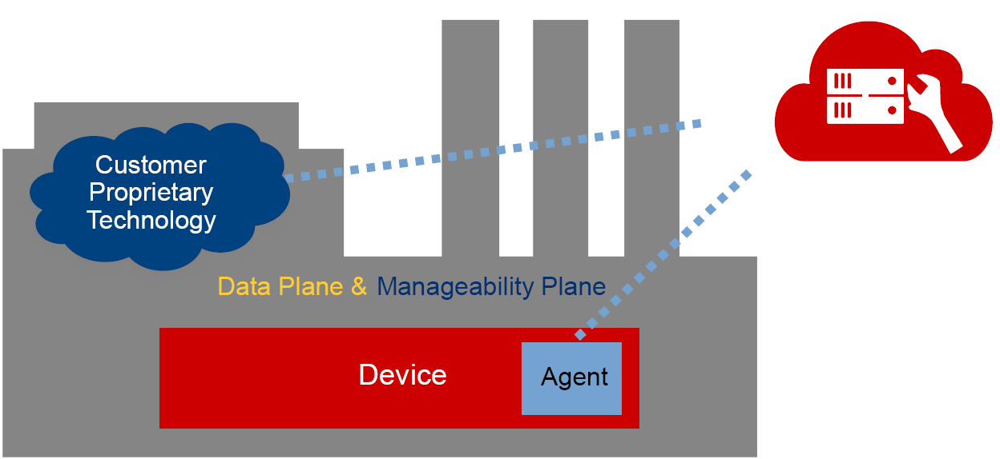 Customer
Proprietary
Technology
Data Plane & Manageability Plane
Device
Agent